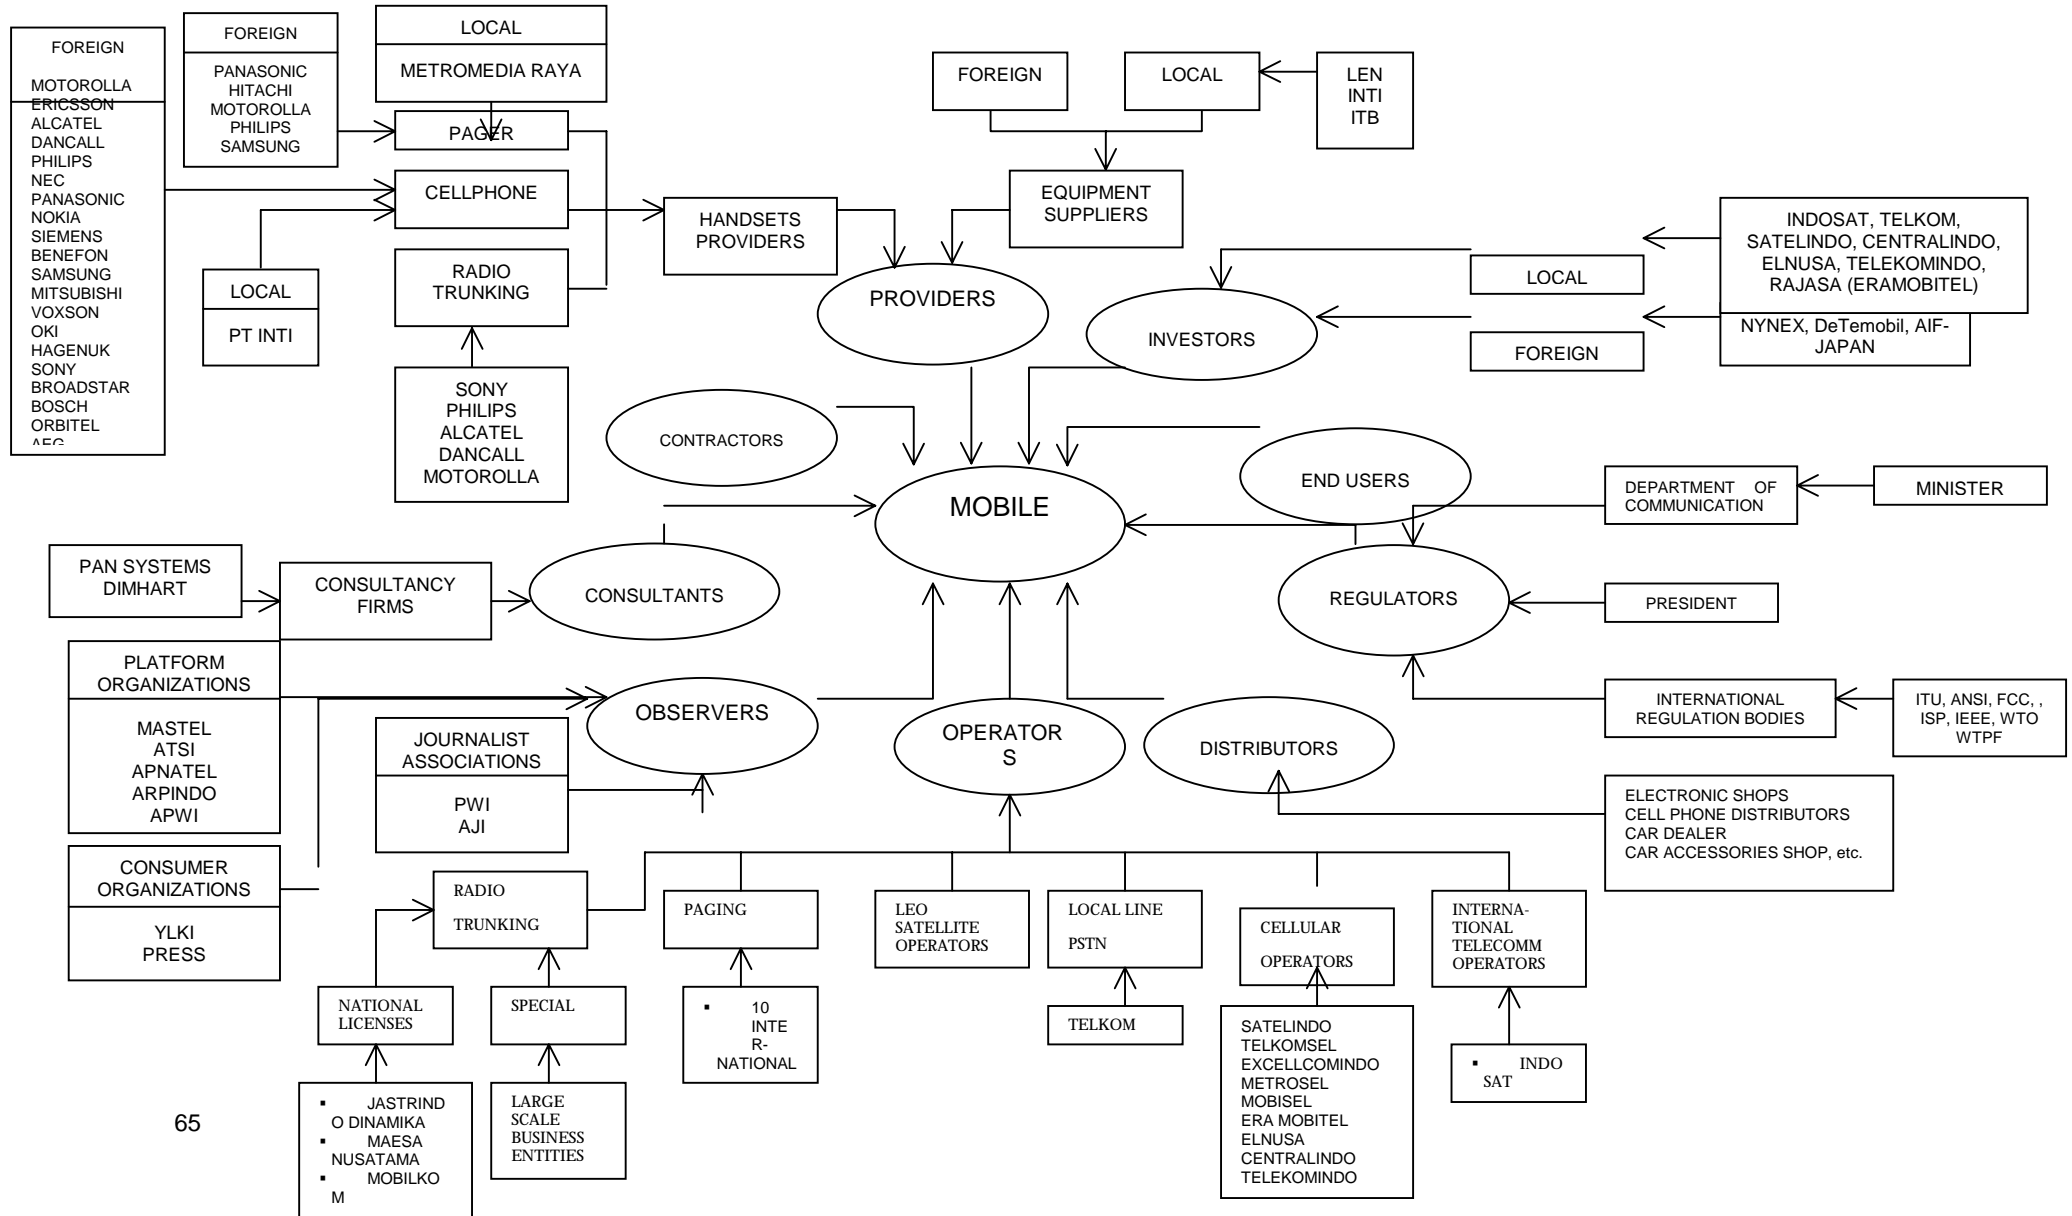 FOREIGN
MOTOROLLA
ERICSSON
ALCATEL
DANCALL
PHILIPS
NEC
PANASONIC
NOKIA
SIEMENS
BENEFON
SAMSUNG
MITSUBISHI
VOXSON
OKI
HAGENUK
SONY
BROADSTAR
BOSCH
ORBITEL
AEG
FOREIGN
PANASONIC
HITACHI
MOTOROLLA
PHILIPS
SAMSUNG
LOCAL
METROMEDIA RAYA
PAGER
CELLPHONE
RADIO
TRUNKING
LOCAL
PT INTI
SONY
PHILIPS
ALCATEL
DANCALL
MOTOROLLA
HANDSETS
PROVIDERS
FOREIGN
LOCAL
LEN
INTI
ITB
EQUIPMENT
SUPPLIERS
PROVIDERS
INVESTORS
LOCAL
FOREIGN
INDOSAT, TELKOM,
SATELINDO, CENTRALINDO,
ELNUSA, TELEKOMINDO,
RAJASA (ERAMOBITEL)
NYNEX, DeTemobil, AIF-
JAPAN
CONTRACTORS
MOBILE
END USERS
DEPARTMENT OF
COMMUNICATION
MINISTER
PAN SYSTEMS
DIMHART
CONSULTANCY
FIRMS
CONSULTANTS
REGULATORS
PRESIDENT
PLATFORM
ORGANIZATIONS
MASTEL
ATSI
APNATEL
ARPINDO
APWI
OBSERVERS
JOURNALIST
ASSOCIATIONS
PWI
AJI
OPERATOR
S
DISTRIBUTORS
INTERNATIONAL
REGULATION BODIES
ITU, ANSI, FCC, ,
ISP, IEEE, WTO
WTPF
ELECTRONIC SHOPS
CELL PHONE DISTRIBUTORS
CAR DEALER
CAR ACCESSORIES SHOP, etc.
CONSUMER
ORGANIZATIONS
YLKI
PRESS
RADIO
TRUNKING
PAGING
LEO
SATELLITE
OPERATORS
LOCAL LINE
PSTN
CELLULAR
OPERATORS
INTERNA-
TIONAL
TELECOMM
OPERATORS
NATIONAL
LICENSES
SPECIAL
▪ 10
INTE
R-
NATIONAL
TELKOM
SATELINDO
TELKOMSEL
EXCELLCOMINDO
METROSEL
MOBISEL
ERA MOBITEL
ELNUSA
CENTRALINDO
TELEKOMINDO
▪ INDO
SAT
▪ JASTRIND
O DINAMIKA
▪ MAESA
NUSATAMA
▪ MOBILKO
M
LARGE
SCALE
BUSINESS
ENTITIES
65